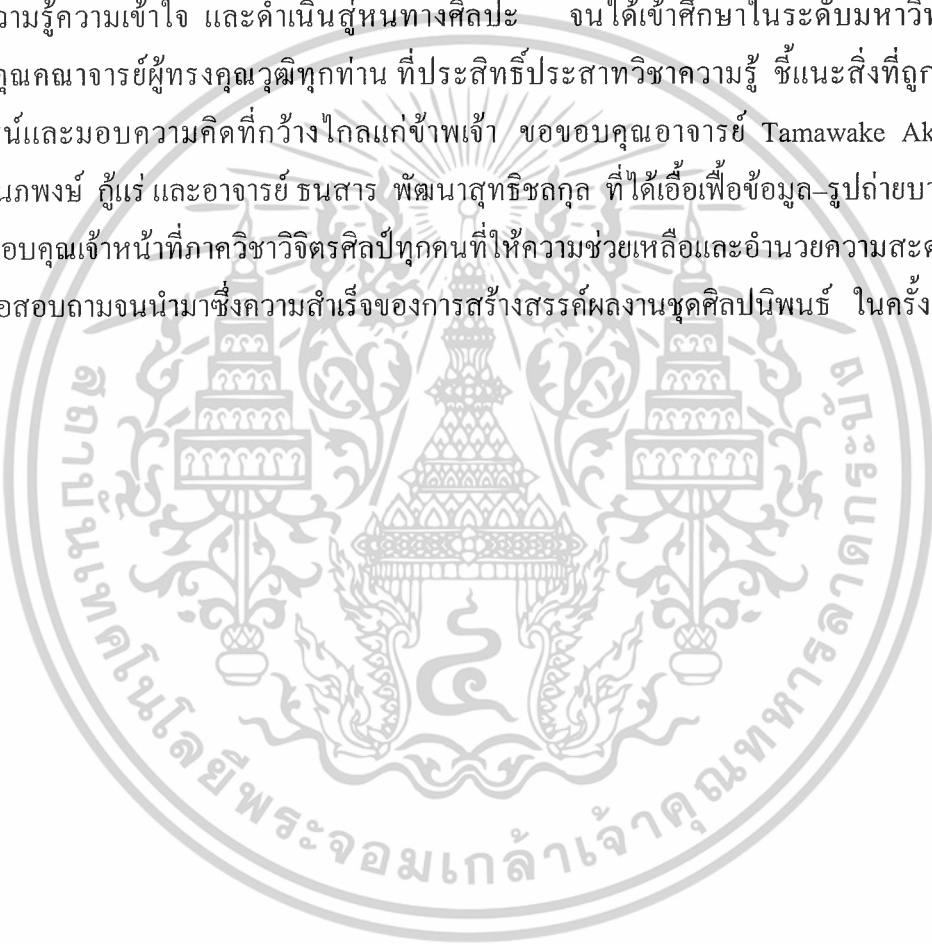 วามรู้ความเข้าใจ และดำเนินสู่หนทางศิลปะ จนได้เข้าศึกษาในระดับมหาวิท
คุณคณาจารย์ผู้ทรงคุณวุฒิทุกท่าน ที่ประสิทธิ์ประสาทวิชาความรู้ ชี้แนะสิ่งที่ถูก
น์และมอบความคิดที่กว้างไกลแก่ข้าพเจ้า ขอขอบคุณอาจารย์ Tamawake Ak
นภพงษ์ กู้แร่ และอาจารย์ ธนสาร พัฒนาสุทธิชลกุล ที่ได้เอื้อเฟื้อข้อมูล–รูปถ่ายบา
อบคุณเจ้าหน้าที่ภาควิชาวิจิตรศิลป์ทุกคนที่ให้ความช่วยเหลือและอำนวยความสะด
อสอบถามจนนำมาซึ่งความสำเร็จของการสร้างสรรค์ผลงานชุดศิลปนิพนธ์ ในครั้ง
๔
สถาบันเทคโนโลยีพระจอมเกล้าเจ้าคุณทหารลาดกระบัง